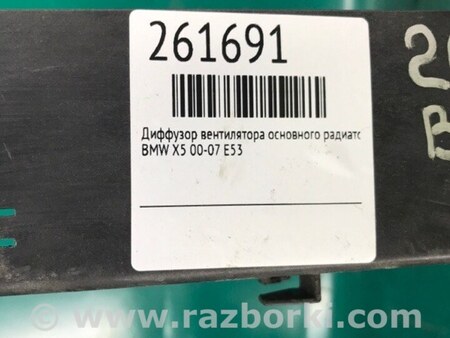 261691
Диффузор вентилятора основного радиатс
BMW X5 00-07 E53
www.razborki.com